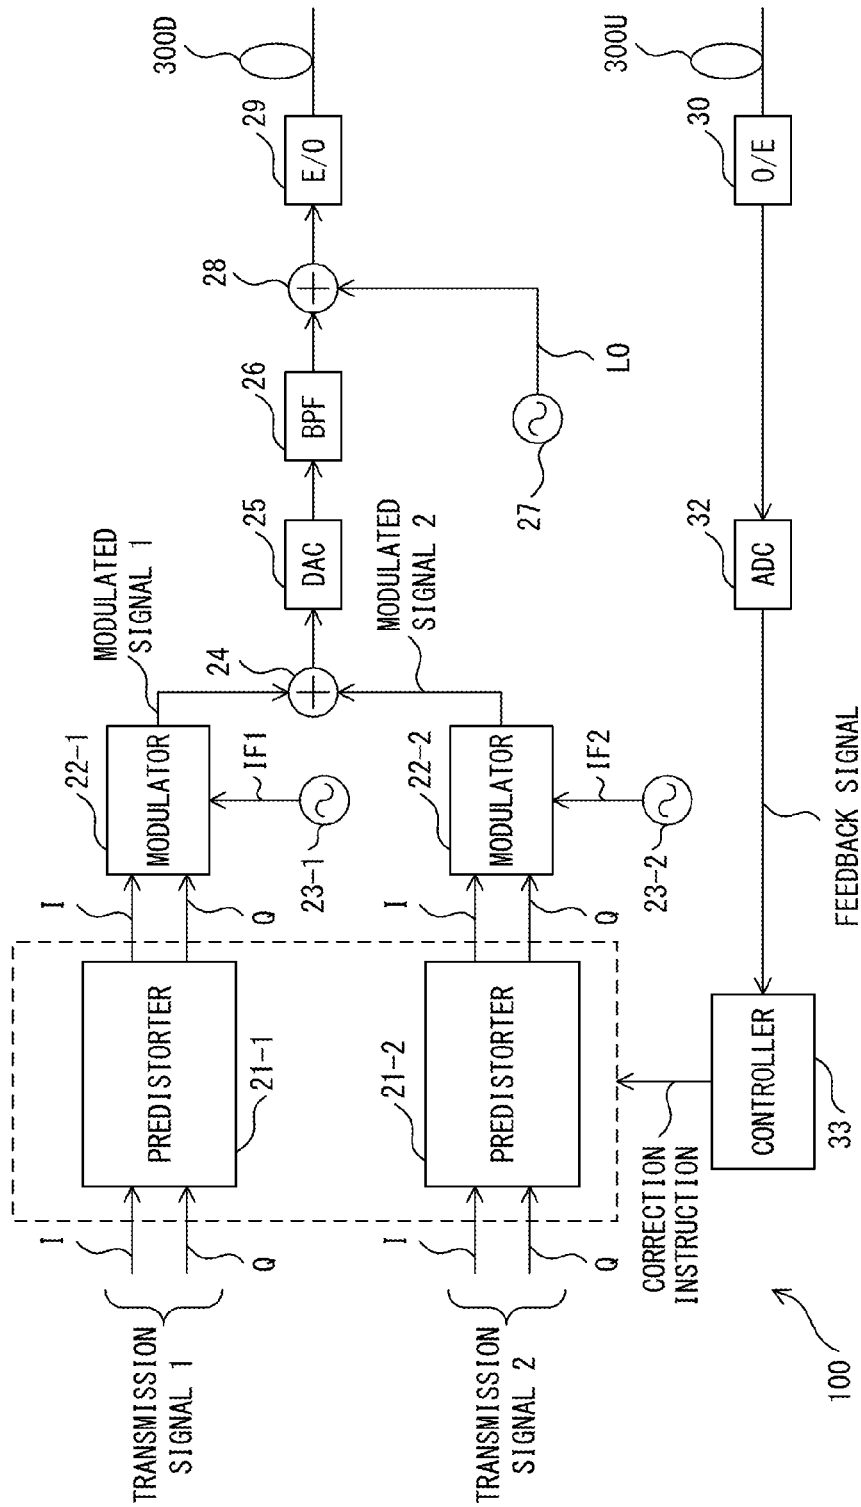 TRANSMISSION
SIGNAL 1
I
Q
PREDISTORTER
21-1
I
Q
22-1
MODULATOR
IF1
23-1
MODULATED
SIGNAL 1
24
25
DAC
26
BPF
28
29
E/O
300D
TRANSMISSION
SIGNAL 2
I
Q
PREDISTORTER
21-2
I
Q
22-2
MODULATOR
IF2
23-2
MODULATED
SIGNAL 2
27
LO
100
CORRECTION
INSTRUCTION
CONTROLLER
33
FEEDBACK SIGNAL
32
ADC
30
O/E
300U